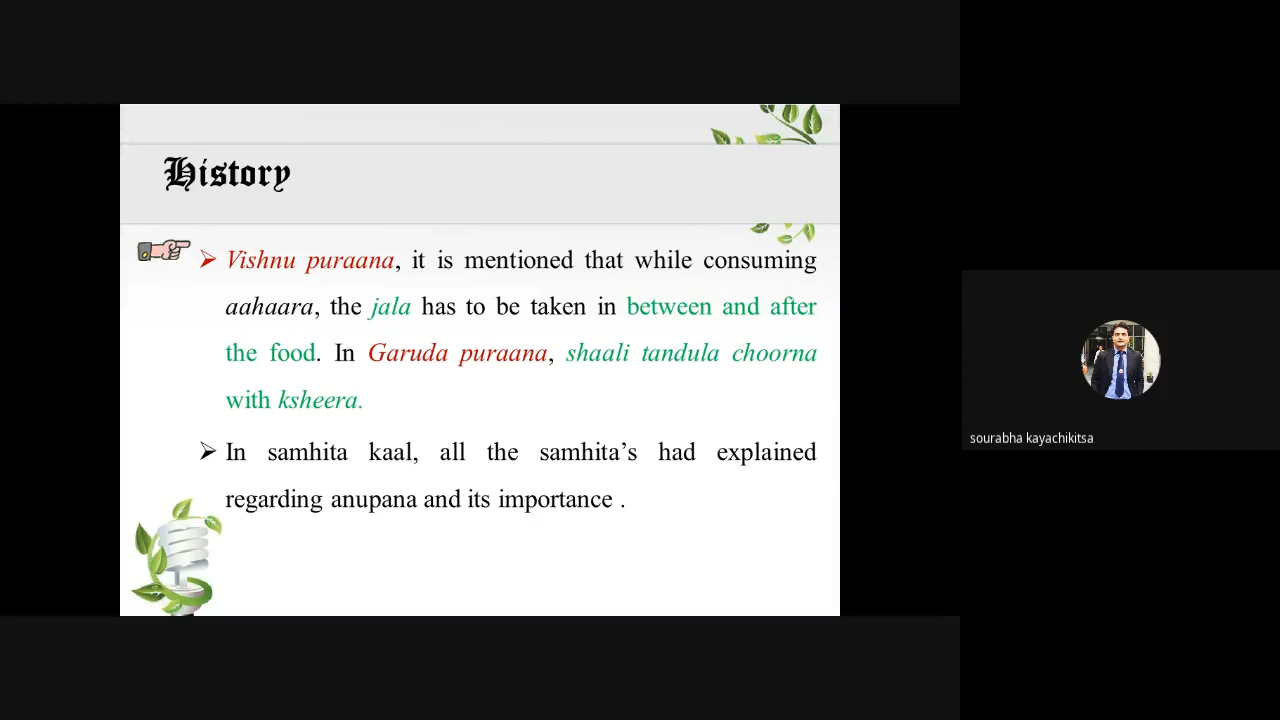 History
➢ Vishnu puraana, it is mentioned that while consuming
aahaara, the jala has to be taken in between and after
the food. In Garuda puraana, shaali tandula choorna
with ksheera.
➢ In samhita kaal, all the samhita’s had explained
regarding anupana and its importance .
sourabha kayachikitsa